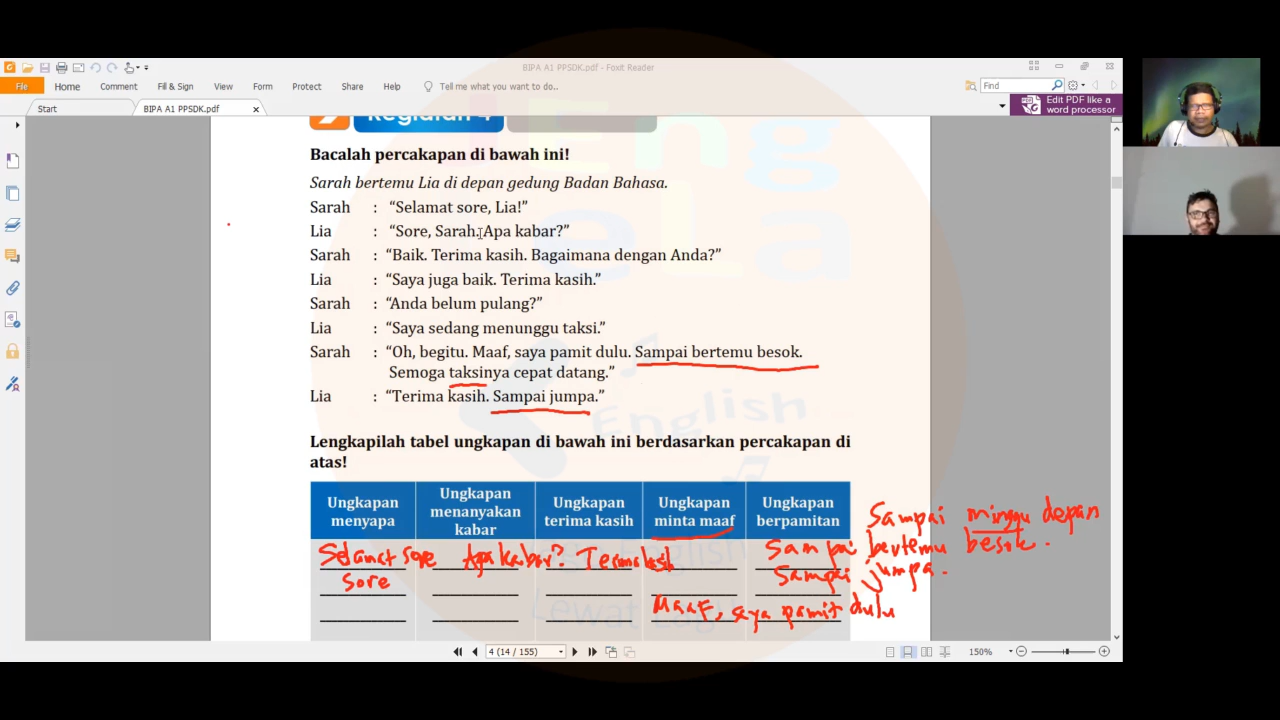 BIPA A1 PPSDK.pdf - Foxit Reader
File Home Comment Fill & Sign View Form Protect Share Help Tell me what you want to do.. Find
Start BIPA A1 PPSDK.pdf Edit PDF like a word processor
Kegiatan 4
Bacalah percakapan di bawah ini!
Sarah bertemu Lia di depan gedung Badan Bahasa.
Sarah : “Selamat sore, Lia!”
Lia : “Sore, Sarah. Apa kabar?”
Sarah : “Baik. Terima kasih. Bagaimana dengan Anda?”
Lia : “Saya juga baik. Terima kasih.”
Sarah : “Anda belum pulang?”
Lia : “Saya sedang menunggu taksi.”
Sarah : “Oh, begitu. Maaf, saya pamit dulu. Sampai bertemu besok.
Semoga taksinya cepat datang.”
Lia : “Terima kasih. Sampai jumpa.”
Lengkapilah tabel ungkapan di bawah ini berdasarkan percakapan di
atas!
Ungkapan menyapa
Ungkapan menanyakan kabar
Ungkapan terima kasih
Ungkapan minta maaf
Ungkapan berpamitan
Sampai minggu depan
Selamat sore Apa kabar? Terima kasih Sampai bertemu besok.
Sore Sampai jumpa.
Maaf, saya pamit dulu
4 (14 / 155) 150%
Eng
eLa
English